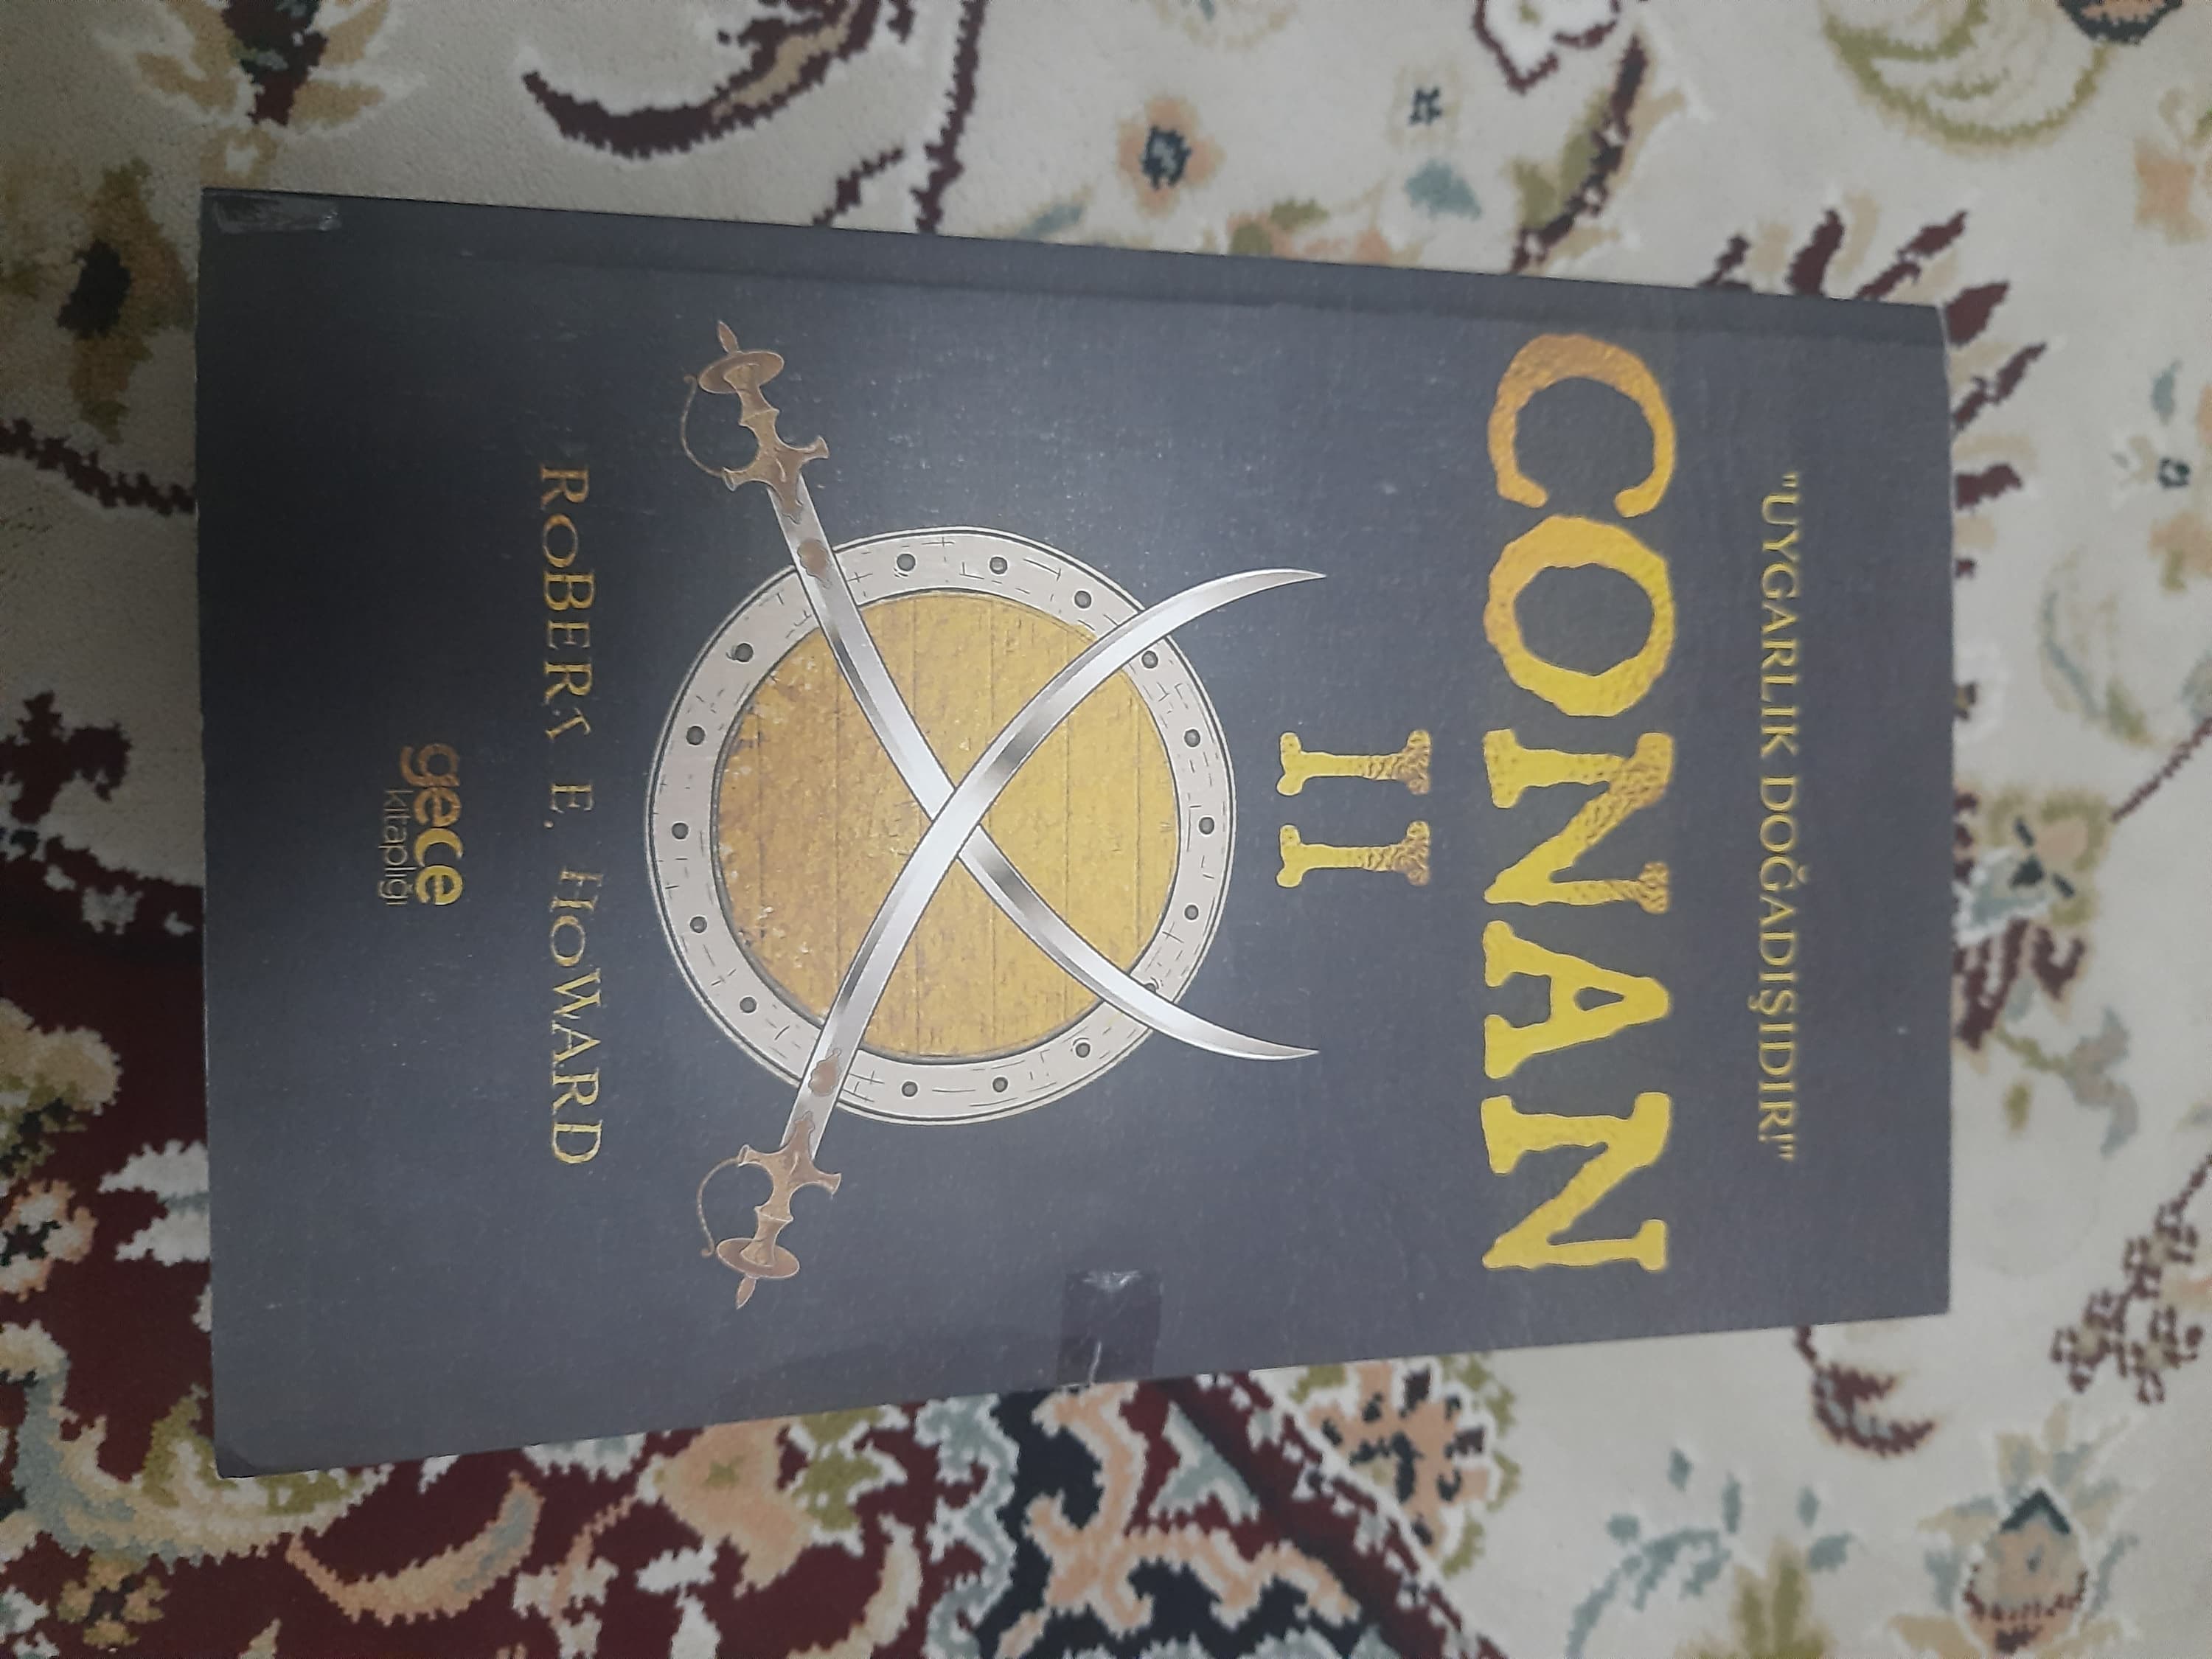 "UYGARLIK DOĞADIŞIDIR!"
CONAN
II
ROBERT E. HOWARD
gece
kitaplığı